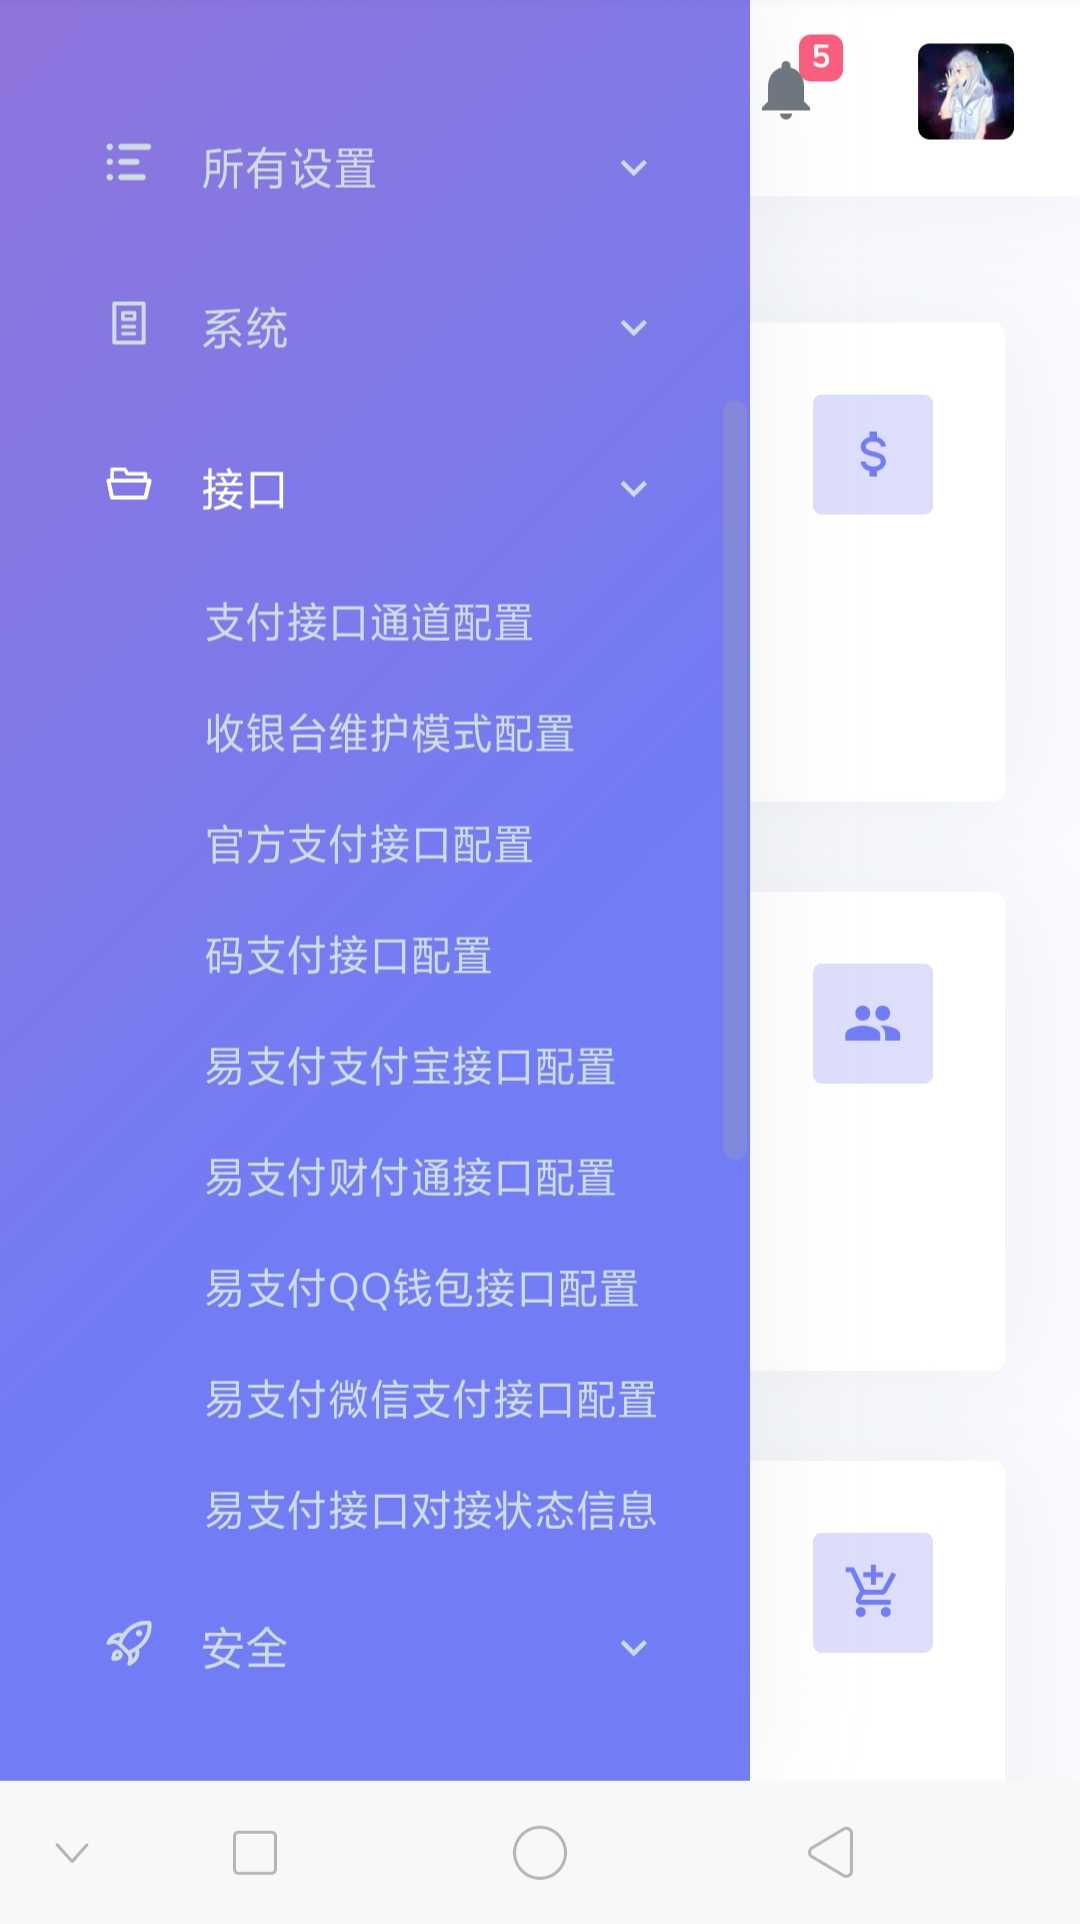 5
所有设置
系统
接口
支付接口通道配置
收银台维护模式配置
官方支付接口配置
码支付接口配置
易支付支付宝接口配置
易支付财付通接口配置
易支付QQ钱包接口配置
易支付微信支付接口配置
易支付接口对接状态信息
安全